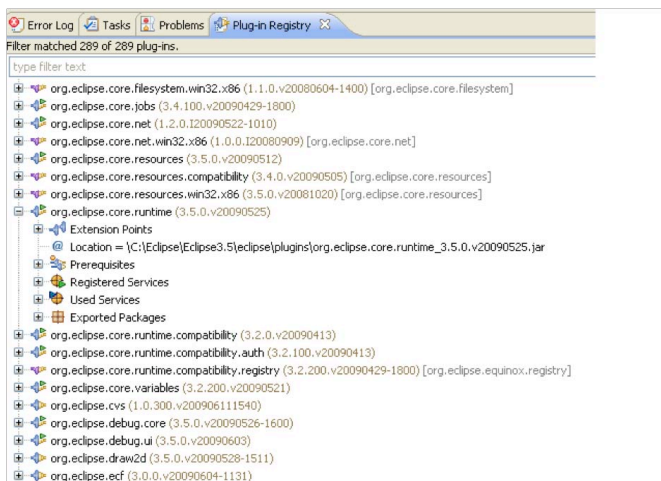 Error Log Tasks Problems Plug-in Registry
Filter matched 289 of 289 plug-ins.
type filter text
org.eclipse.core.filesystem.win32.x86 (1.1.0.v20080604-1400) [org.eclipse.core.filesystem]
org.eclipse.core.jobs (3.4.100.v20090429-1800)
org.eclipse.core.net (1.2.0.I20090522-1010)
org.eclipse.core.net.win32.x86 (1.0.0.I20080909) [org.eclipse.core.net]
org.eclipse.core.resources (3.5.0.v20090512)
org.eclipse.core.resources.compatibility (3.4.0.v20090505) [org.eclipse.core.resources]
org.eclipse.core.resources.win32.x86 (3.5.0.v20081020) [org.eclipse.core.resources]
org.eclipse.core.runtime (3.5.0.v20090525)
Extension Points
@ Location = \C:\Eclipse\Eclipse3.5\eclipse\plugins\org.eclipse.core.runtime_3.5.0.v20090525.jar
Prerequisites
Registered Services
Used Services
Exported Packages
org.eclipse.core.runtime.compatibility (3.2.0.v20090413)
org.eclipse.core.runtime.compatibility.auth (3.2.100.v20090413)
org.eclipse.core.runtime.compatibility.registry (3.2.200.v20090429-1800) [org.eclipse.equinox.registry]
org.eclipse.core.variables (3.2.200.v20090521)
org.eclipse.cvs (1.0.300.v200906111540)
org.eclipse.debug.core (3.5.0.v20090526-1600)
org.eclipse.debug.ui (3.5.0.v20090603)
org.eclipse.draw2d (3.5.0.v20090528-1511)
org.eclipse.ecf (3.0.0.v20090604-1131)